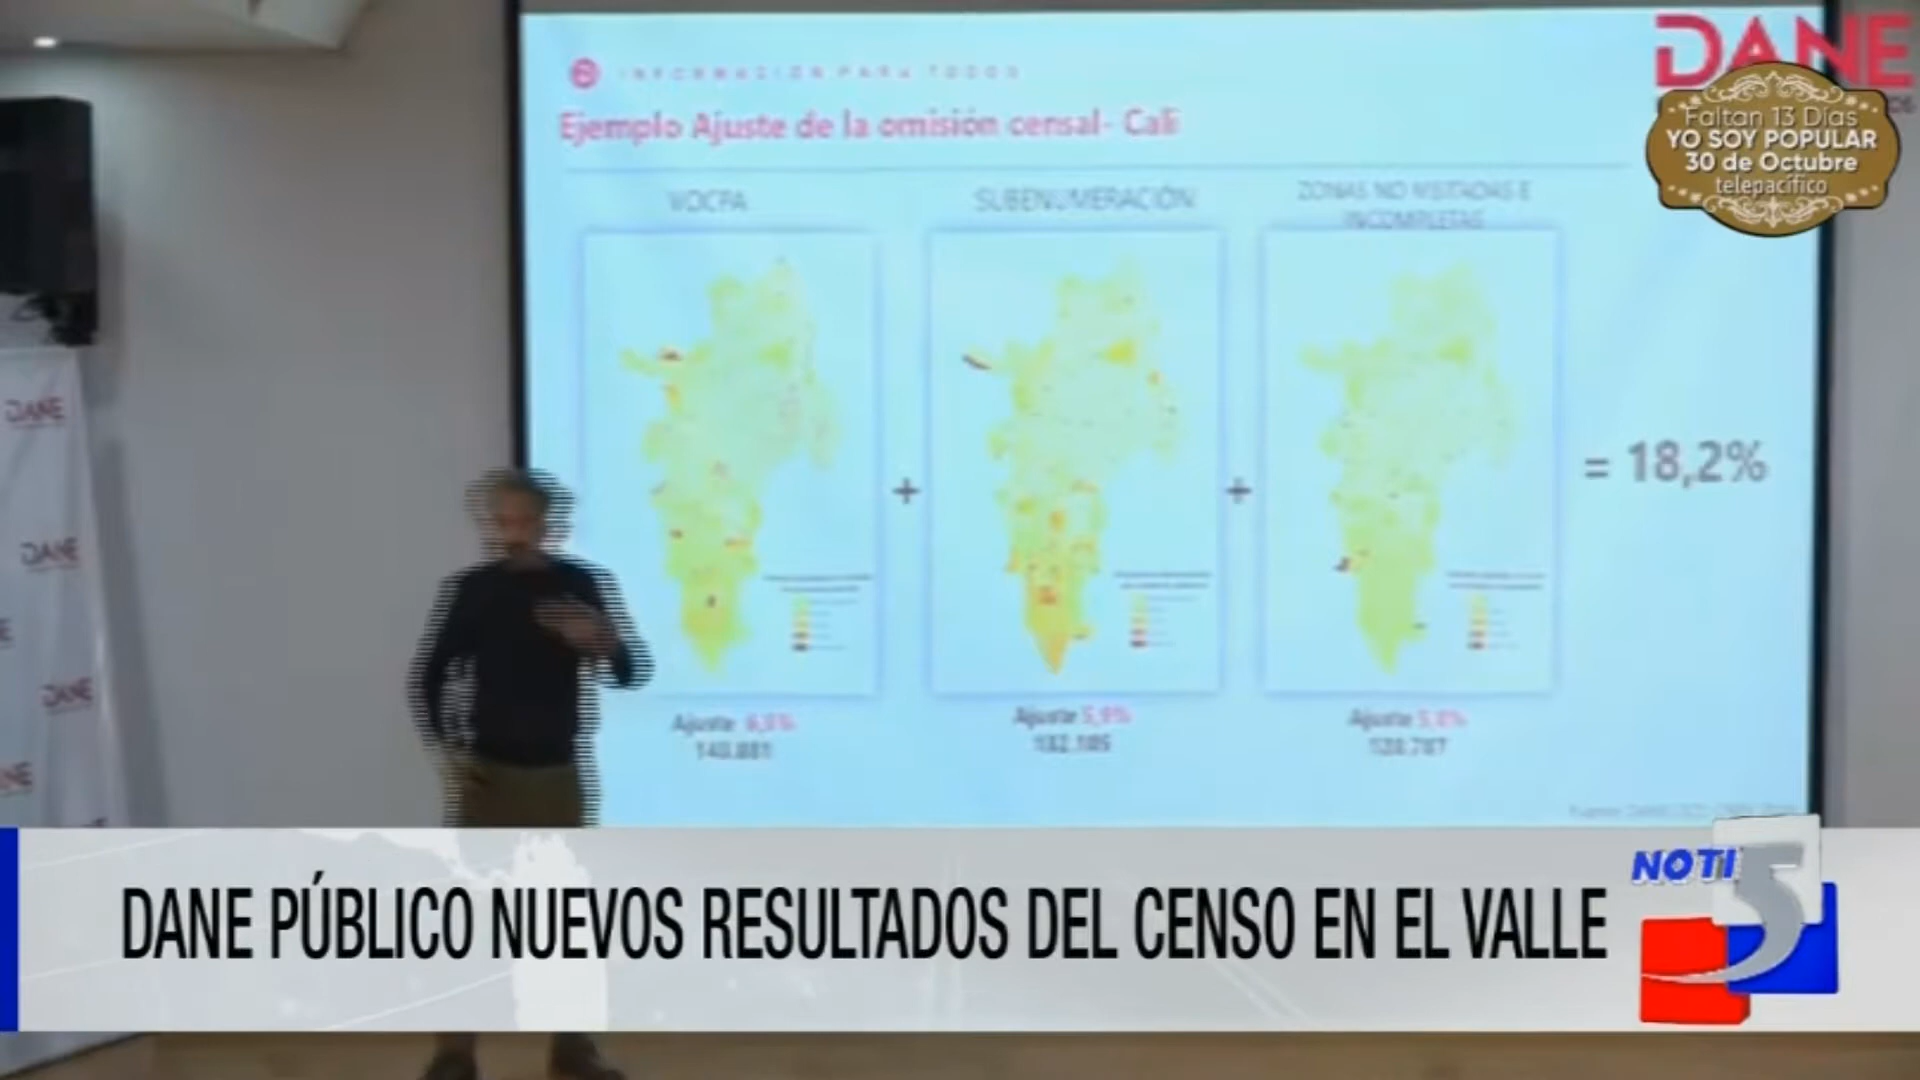 DANE
INFORMACIÓN PARA TODOS
Ejemplo Ajuste de la omisión censal- Cali
Faltan 13 Días
YO SOY POPULAR
30 de Octubre
telepacífico
VOCPA
SUBENUMERACIÓN
ZONAS NO VISITADAS E
INCOMPLETAS
DANE
DANE
DANE
+
+
= 18,2%
Ajuste
Ajuste 5,9%
Ajuste
DANE PÚBLICO NUEVOS RESULTADOS DEL CENSO EN EL VALLE
NOTI 5